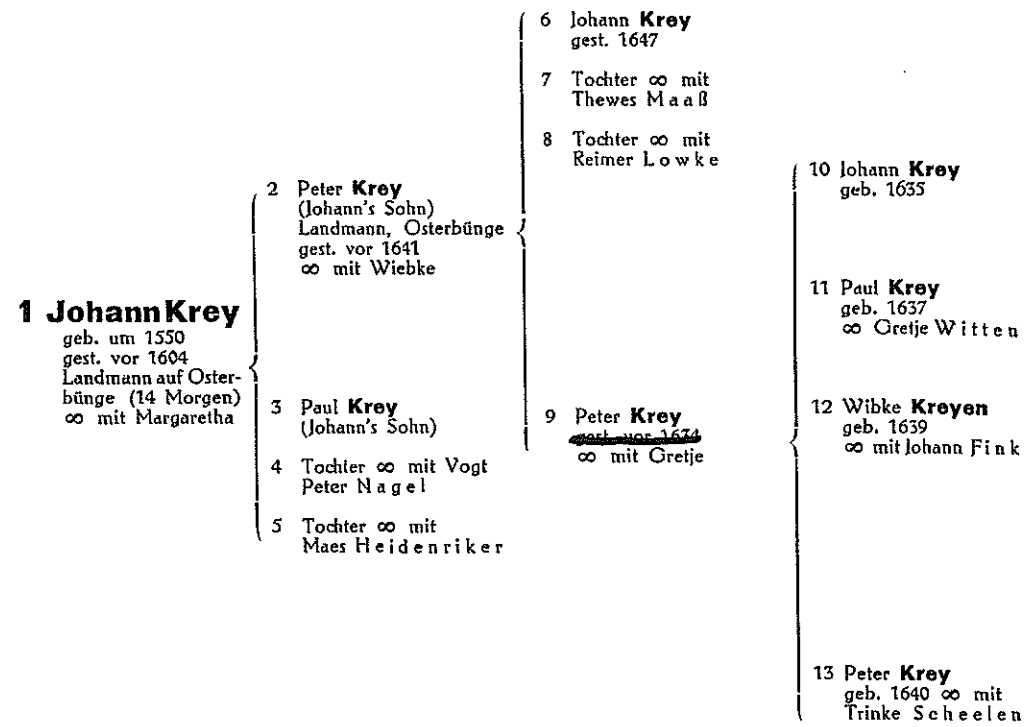 1 Johann Krey
geb. um 1550
gest. vor 1604
Landmann auf Oster-
bünge (14 Morgen)
∞ mit Margaretha
2 Peter Krey
(Johann's Sohn)
Landmann, Osterbünge
gest. vor 1641
∞ mit Wiebke
3 Paul Krey
(Johann's Sohn)
4 Tochter ∞ mit Vogt
Peter Nagel
5 Tochter ∞ mit
Maes Heidenriker
6 Johann Krey
gest. 1647
7 Tochter ∞ mit
Thewes Maaß
8 Tochter ∞ mit
Reimer Lowke
9 Peter Krey
gest. vor 1634
∞ mit Gretje
10 Johann Krey
geb. 1635
11 Paul Krey
geb. 1637
∞ Gretje Witten
12 Wibke Kreyen
geb. 1639
∞ mit Johann Fink
13 Peter Krey
geb. 1640 ∞ mit
Trinke Scheelen